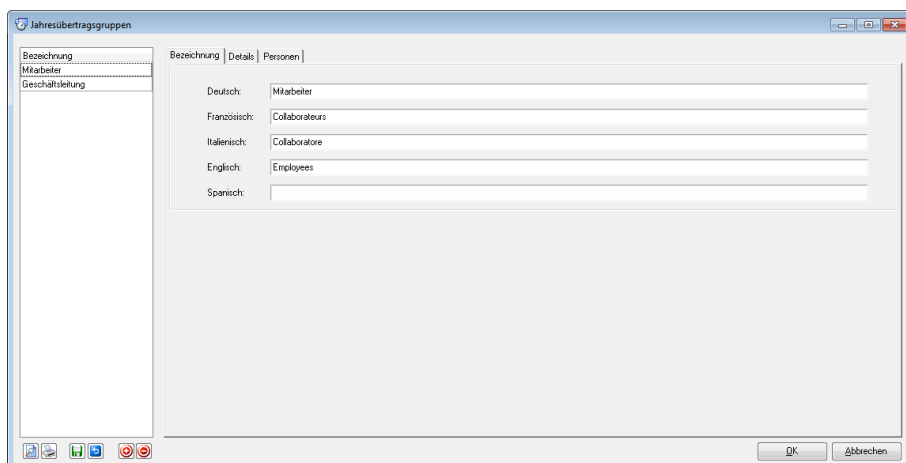 Jahresübertragsgruppen
Bezeichnung
Mitarbeiter
Geschäftsleitung
Bezeichnung Details Personen
Deutsch: Mitarbeiter
Französisch: Collaborateurs
Italienisch: Collaboratore
Englisch: Employees
Spanisch:
OK Abbrechen